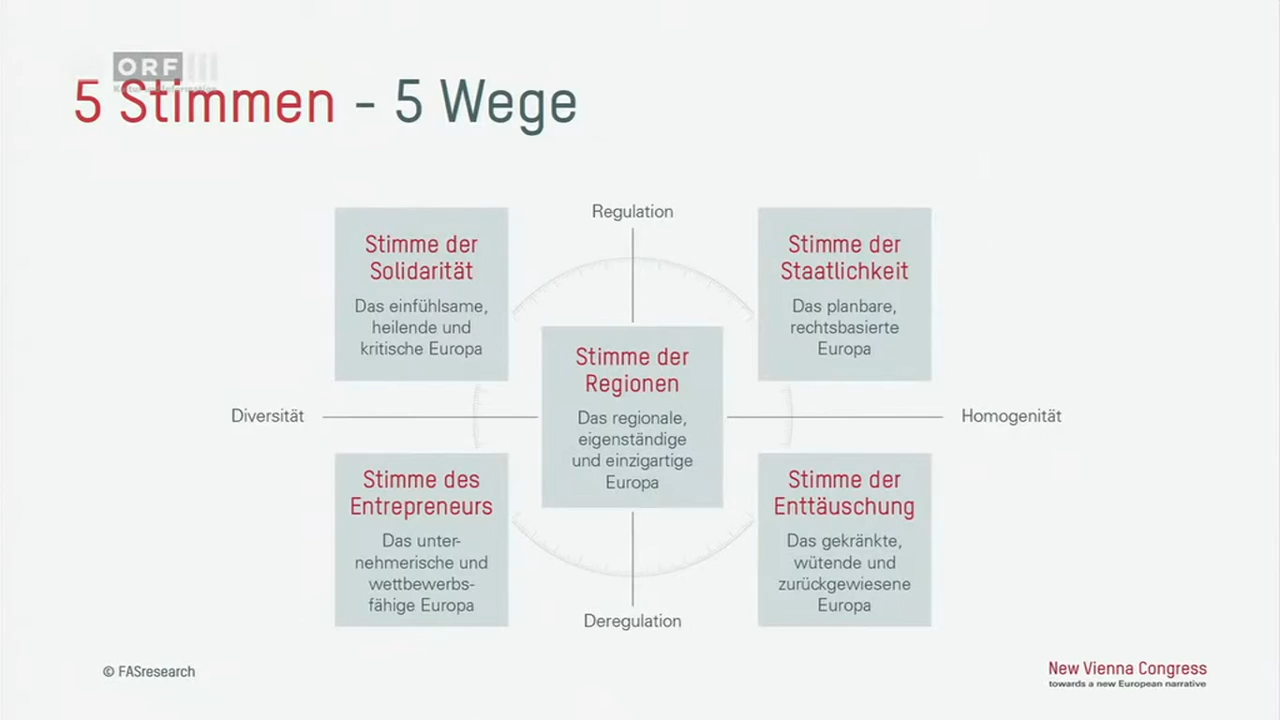 ORF III
5 Stimmen - 5 Wege
Regulation
Stimme der
Solidarität
Das einfühlsame,
heilende und
kritische Europa
Stimme der
Staatlichkeit
Das planbare,
rechtsbasierte
Europa
Stimme der
Regionen
Das regionale,
eigenständige
und einzigartige
Europa
Diversität
Homogenität
Stimme des
Entrepreneurs
Das unter-
nehmerische und
wettbewerbs-
fähige Europa
Stimme der
Enttäuschung
Das gekränkte,
wütende und
zurückgewiesene
Europa
Deregulation
© FASresearch
New Vienna Congress
towards a new European narrative